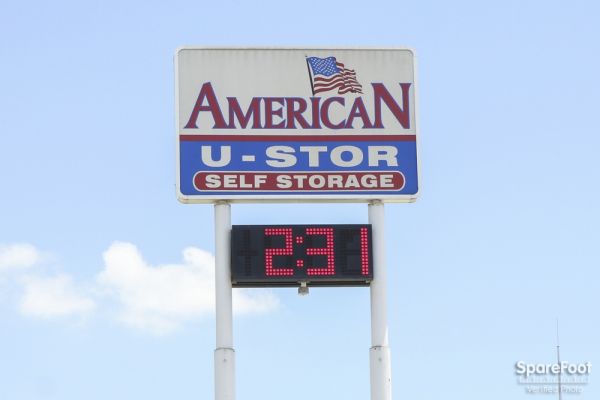 AMERICAN
U-STOR
SELF STORAGE
2:31
SpareFoot
Verified Photo